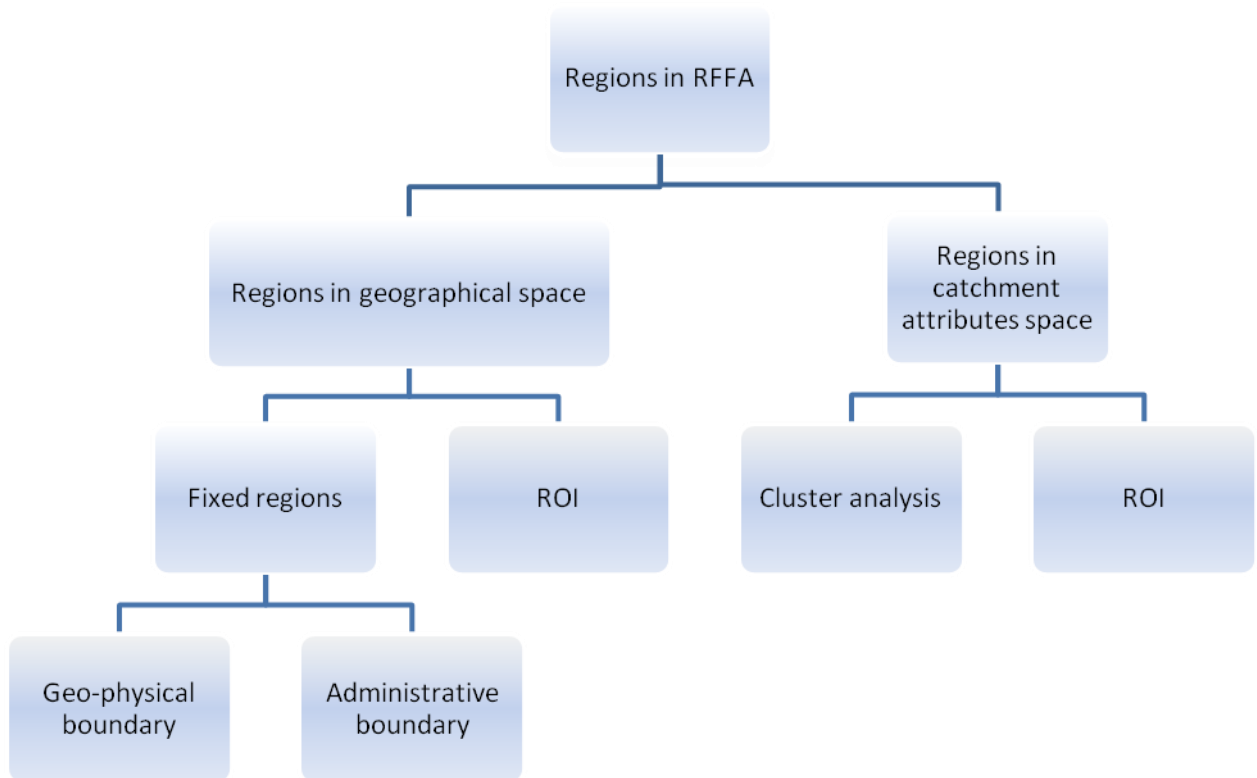 Regions in RFFA
Regions in geographical space
Regions in
catchment
attributes space
Fixed regions
ROI
Cluster analysis
ROI
Geo-physical
boundary
Administrative
boundary